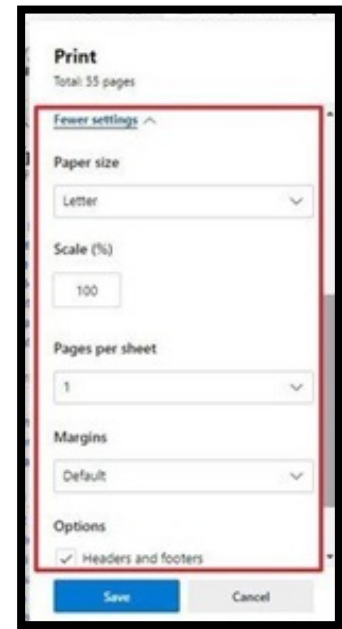 Print
Total: 55 pages
Fewer settings
Paper size
Letter
Scale (%)
100
Pages per sheet
1
Margins
Default
Options
Headers and footers
Save
Cancel